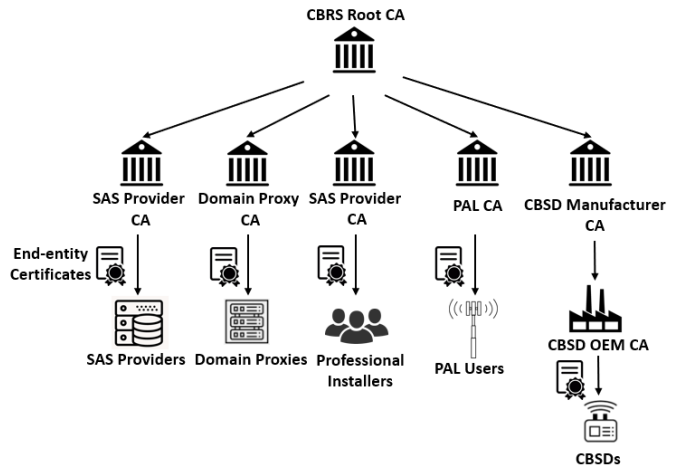 CBRS Root CA
SAS Provider
CA
Domain Proxy
CA
SAS Provider
CA
PAL CA
CBSD Manufacturer
CA
End-entity
Certificates
SAS Providers
Domain Proxies
Professional
Installers
PAL Users
CBSD OEM CA
CBSDs